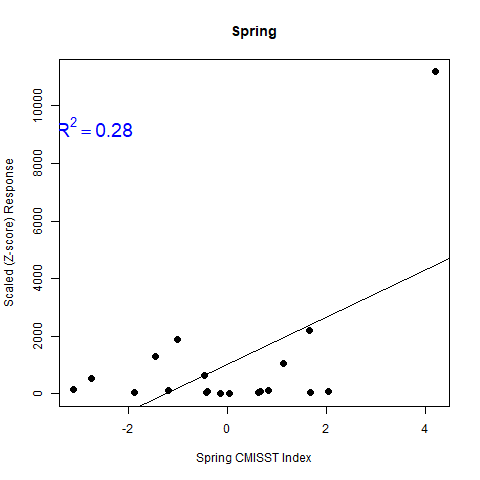 Spring
R² = 0.28
Scaled (Z-score) Response
10000
8000
6000
4000
2000
0
-2
0
2
4
Spring CMISST Index